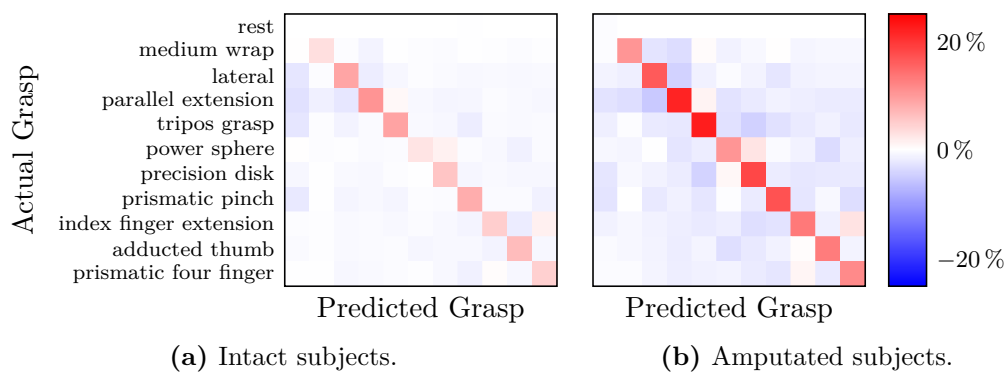 Actual Grasp
rest
medium wrap
lateral
parallel extension
tripos grasp
power sphere
precision disk
prismatic pinch
index finger extension
adducted thumb
prismatic four finger
20 %
0 %
−20 %
Predicted Grasp
Predicted Grasp
(a) Intact subjects.
(b) Amputated subjects.